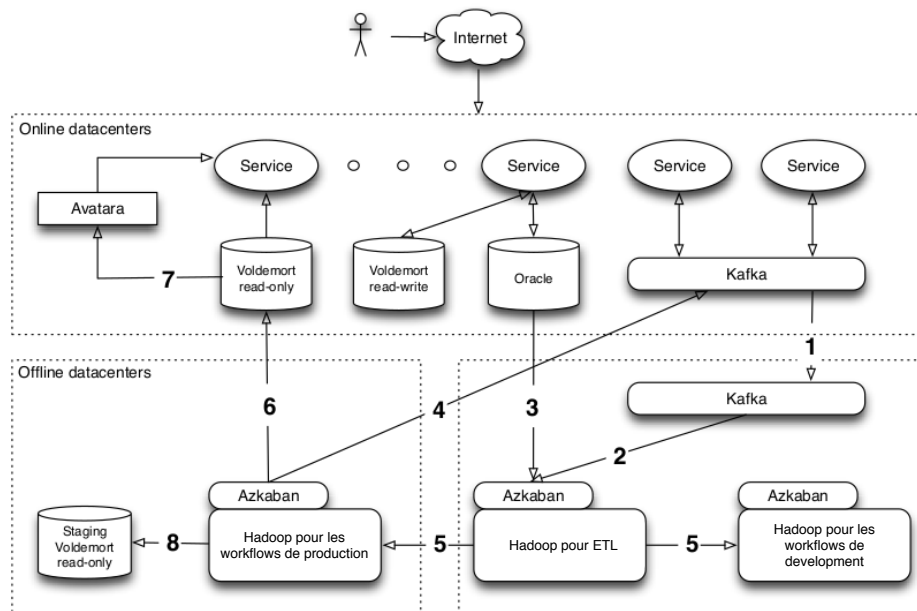 Internet
Online datacenters
Service
Service
Service
Service
Avatara
7
Voldemort
read-only
Voldemort
read-write
Oracle
Kafka
1
Offline datacenters
6
4
3
Kafka
2
Azkaban
Azkaban
Azkaban
Staging
Voldemort
read-only
8
Hadoop pour les
workflows de production
5
Hadoop pour ETL
5
Hadoop pour les
workflows de
development